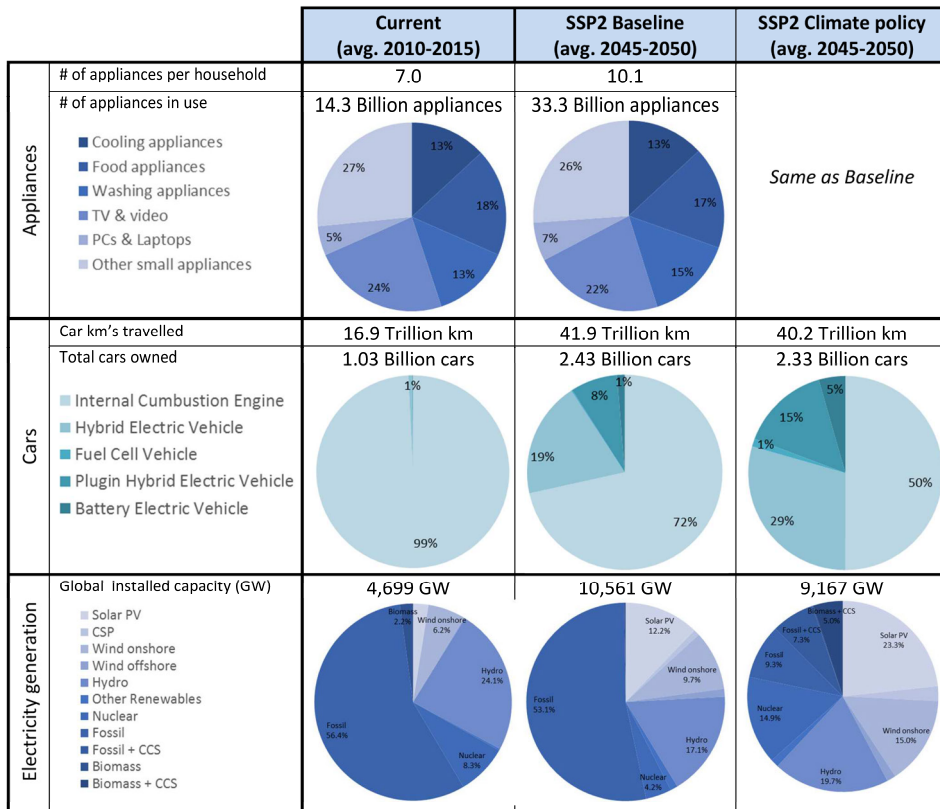 Current
(avg. 2010-2015)
SSP2 Baseline
(avg. 2045-2050)
SSP2 Climate policy
(avg. 2045-2050)
Appliances
# of appliances per household
7.0
10.1
# of appliances in use
14.3 Billion appliances
33.3 Billion appliances
Same as Baseline
Cooling appliances
Food appliances
Washing appliances
TV & video
PCs & Laptops
Other small appliances
13%
18%
13%
24%
5%
27%
13%
17%
15%
22%
7%
26%
Cars
Car km's travelled
16.9 Trillion km
41.9 Trillion km
40.2 Trillion km
Total cars owned
1.03 Billion cars
2.43 Billion cars
2.33 Billion cars
Internal Cumbustion Engine
Hybrid Electric Vehicle
Fuel Cell Vehicle
Plugin Hybrid Electric Vehicle
Battery Electric Vehicle
1%
99%
1%
8%
19%
72%
5%
15%
1%
29%
50%
Electricity generation
Global installed capacity (GW)
4,699 GW
10,561 GW
9,167 GW
Solar PV
CSP
Wind onshore
Wind offshore
Hydro
Other Renewables
Nuclear
Fossil
Fossil + CCS
Biomass
Biomass + CCS
Biomass
2.2%
Wind onshore
6.2%
Hydro
24.1%
Nuclear
8.3%
Fossil
56.4%
Solar PV
12.2%
Wind onshore
9.7%
Hydro
17.1%
Nuclear
4.2%
Fossil
53.1%
Biomass + CCS
5.0%
Fossil + CCS
7.3%
Fossil
9.3%
Nuclear
14.9%
Hydro
19.7%
Wind onshore
15.0%
Solar PV
23.3%